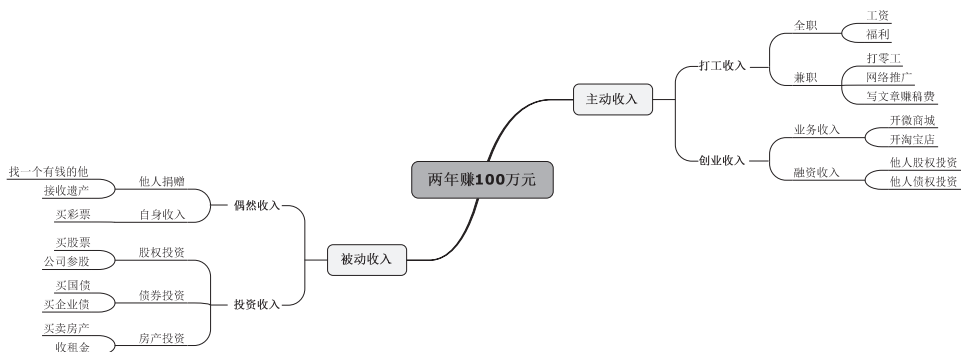 两年赚100万元
主动收入
打工收入
全职
工资
福利
兼职
打零工
网络推广
写文章赚稿费
创业收入
业务收入
开微商城
开淘宝店
融资收入
他人股权投资
他人债权投资
被动收入
偶然收入
他人捐赠
找一个有钱的他
接收遗产
自身收入
买彩票
投资收入
股权投资
买股票
公司参股
债券投资
买国债
买企业债
房产投资
买卖房产
收租金